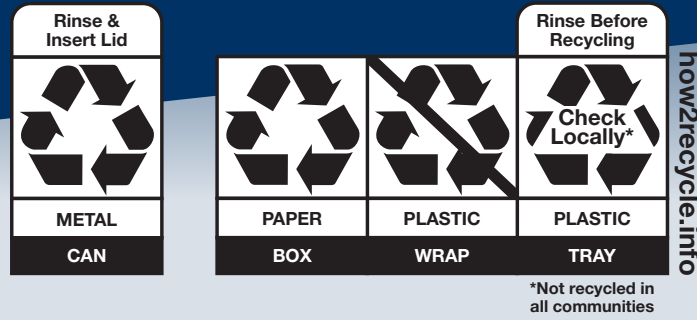 Rinse &
Insert Lid
METAL
CAN
PAPER
BOX
PLASTIC
WRAP
Rinse Before
Recycling
Check
Locally*
PLASTIC
TRAY
*Not recycled in
all communities
how2recycle.info